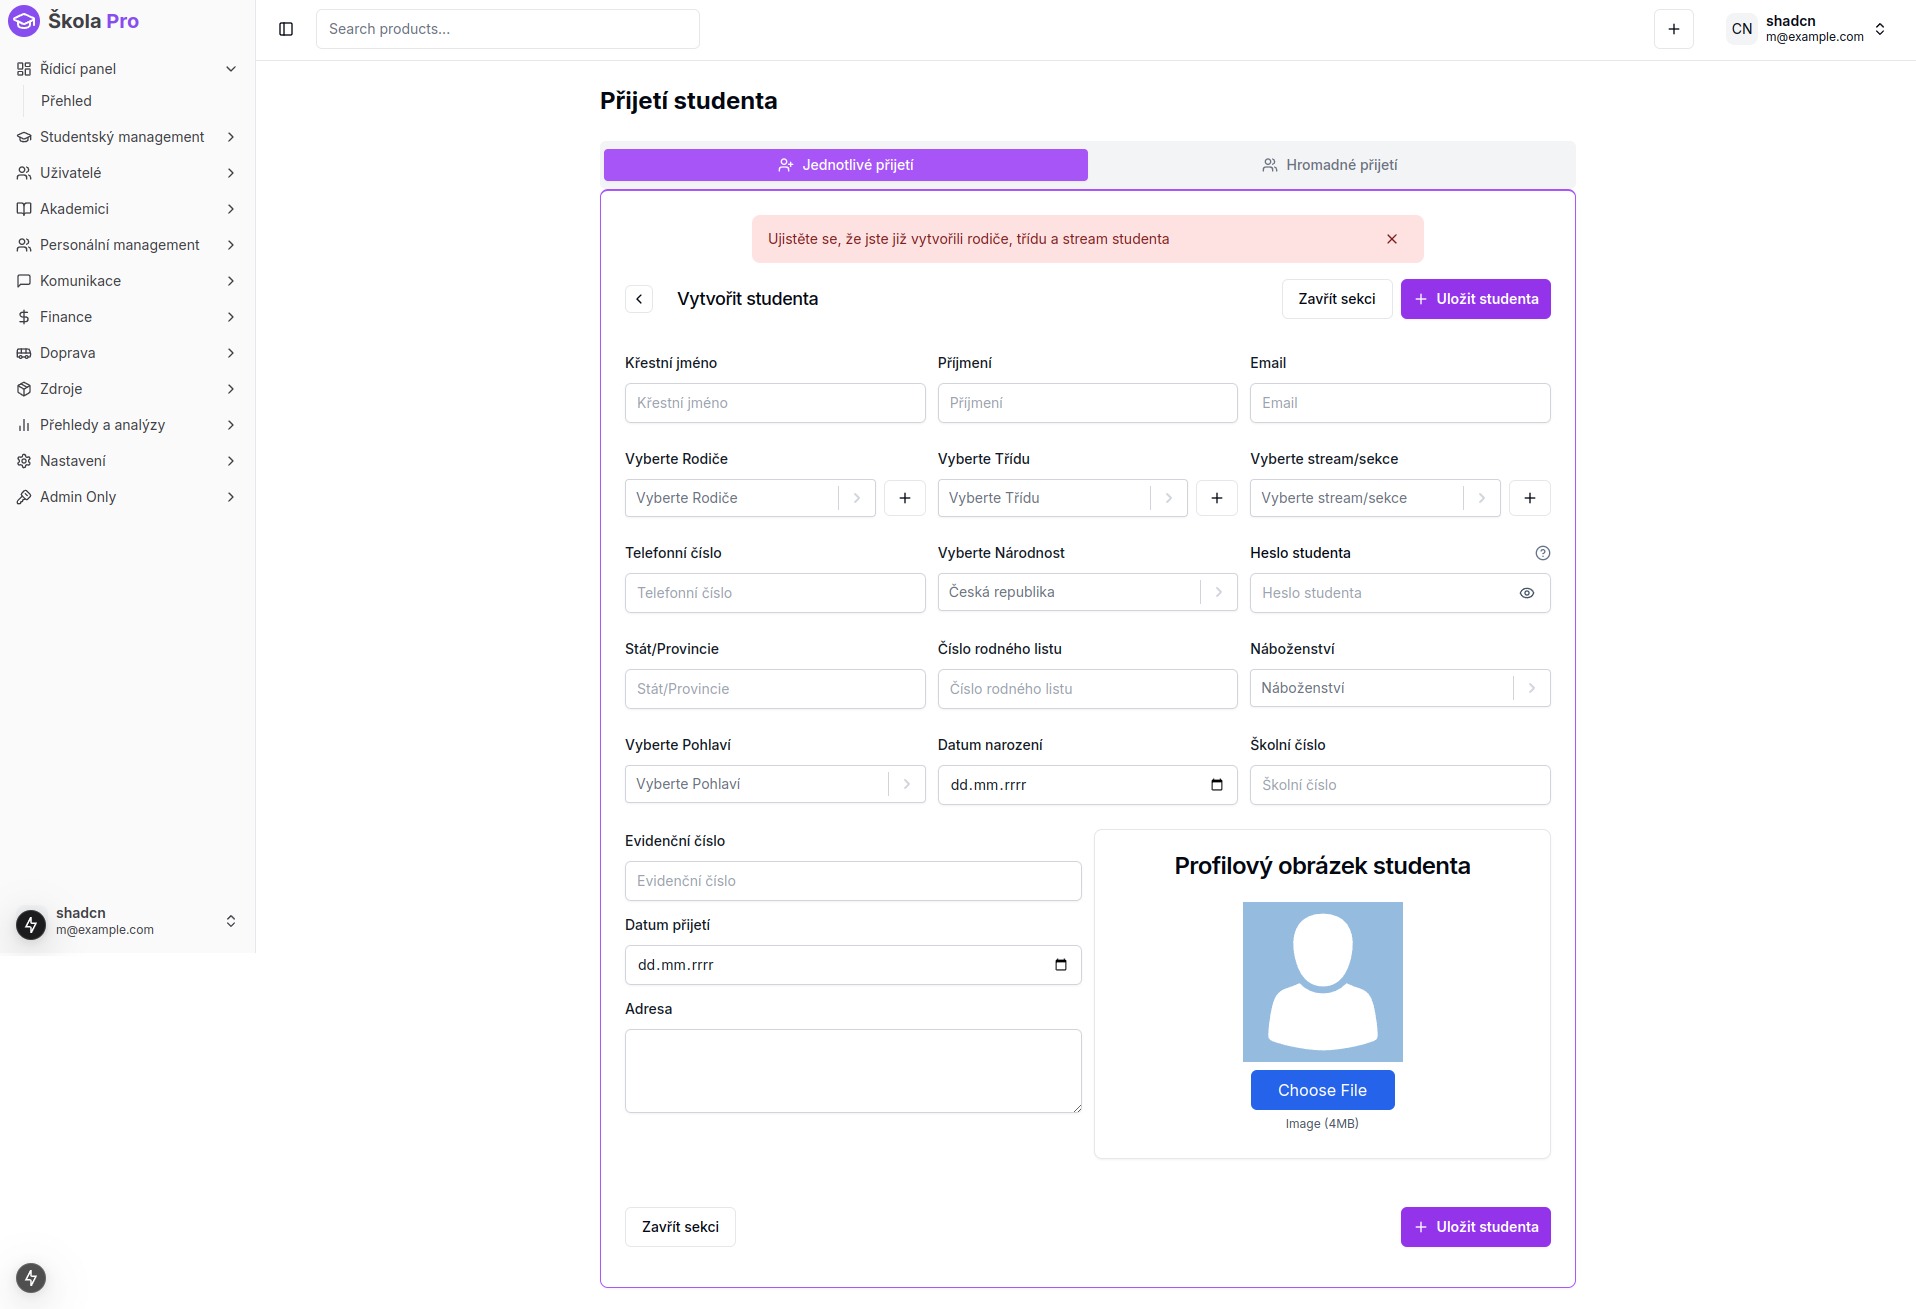 Škola Pro
Search products...
CN
shadcn
m@example.com
Řídicí panel
Přehled
Studentský management
Uživatelé
Akademici
Personální management
Komunikace
Finance
Doprava
Zdroje
Přehledy a analýzy
Nastavení
Admin Only
shadcn
m@example.com
Přijetí studenta
Jednotlivé přijetí
Hromadné přijetí
Ujistěte se, že jste již vytvořili rodiče, třídu a stream studenta
Vytvořit studenta
Zavřít sekci
Uložit studenta
Křestní jméno
Příjmení
Email
Křestní jméno
Příjmení
Email
Vyberte Rodiče
Vyberte Třídu
Vyberte stream/sekce
Vyberte Rodiče
Vyberte Třídu
Vyberte stream/sekce
Telefonní číslo
Vyberte Národnost
Heslo studenta
Telefonní číslo
Česká republika
Heslo studenta
Stát/Provincie
Číslo rodného listu
Náboženství
Stát/Provincie
Číslo rodného listu
Náboženství
Vyberte Pohlaví
Datum narození
Školní číslo
Vyberte Pohlaví
dd.mm.rrrr
Školní číslo
Evidenční číslo
Evidenční číslo
Datum přijetí
dd.mm.rrrr
Adresa
Profilový obrázek studenta
Choose File
Image (4MB)
Zavřít sekci
Uložit studenta